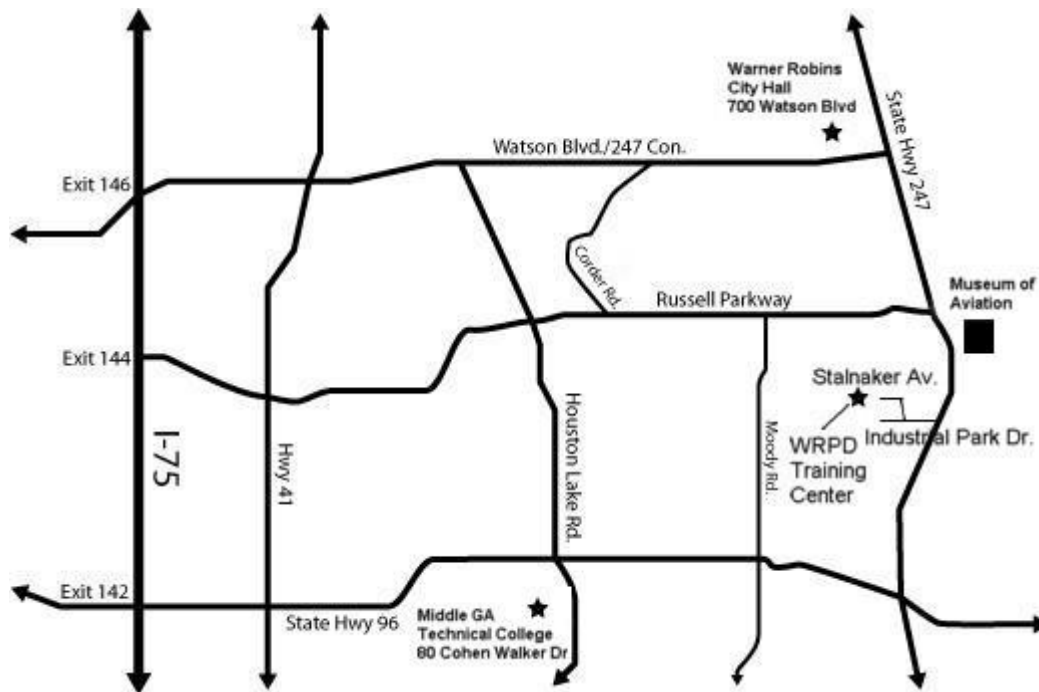 Warner Robins
City Hall
700 Watson Blvd
State Hwy 247
Watson Blvd./247 Con.
Exit 146
Corder Rd.
Russell Parkway
Museum of
Aviation
Exit 144
Stalnaker Av.
Industrial Park Dr.
WRPD
Training
Center
I-75
Hwy 41
Houston Lake Rd.
Moody Rd.
Exit 142
State Hwy 96
Middle GA
Technical College
80 Cohen Walker Dr